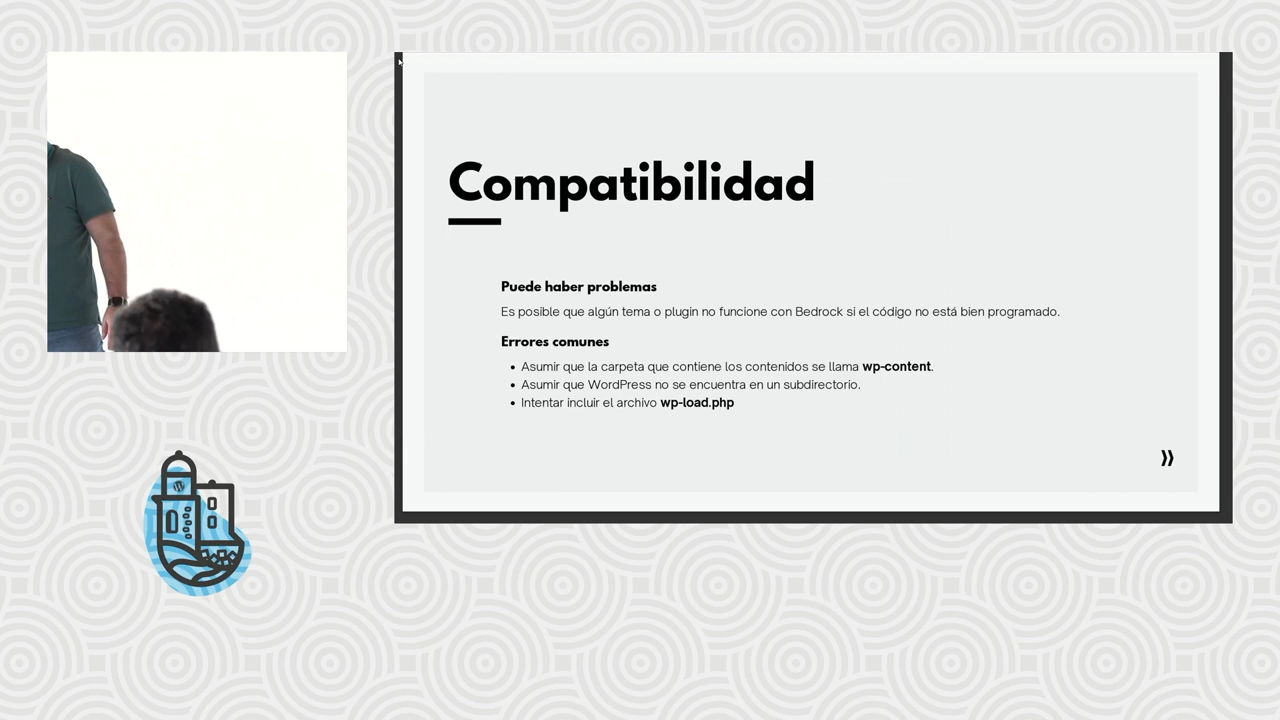 Compatibilidad
Puede haber problemas
Es posible que algún tema o plugin no funcione con Bedrock si el código no está bien programado.
Errores comunes
• Asumir que la carpeta que contiene los contenidos se llama wp-content.
• Asumir que WordPress no se encuentra en un subdirectorio.
• Intentar incluir el archivo wp-load.php